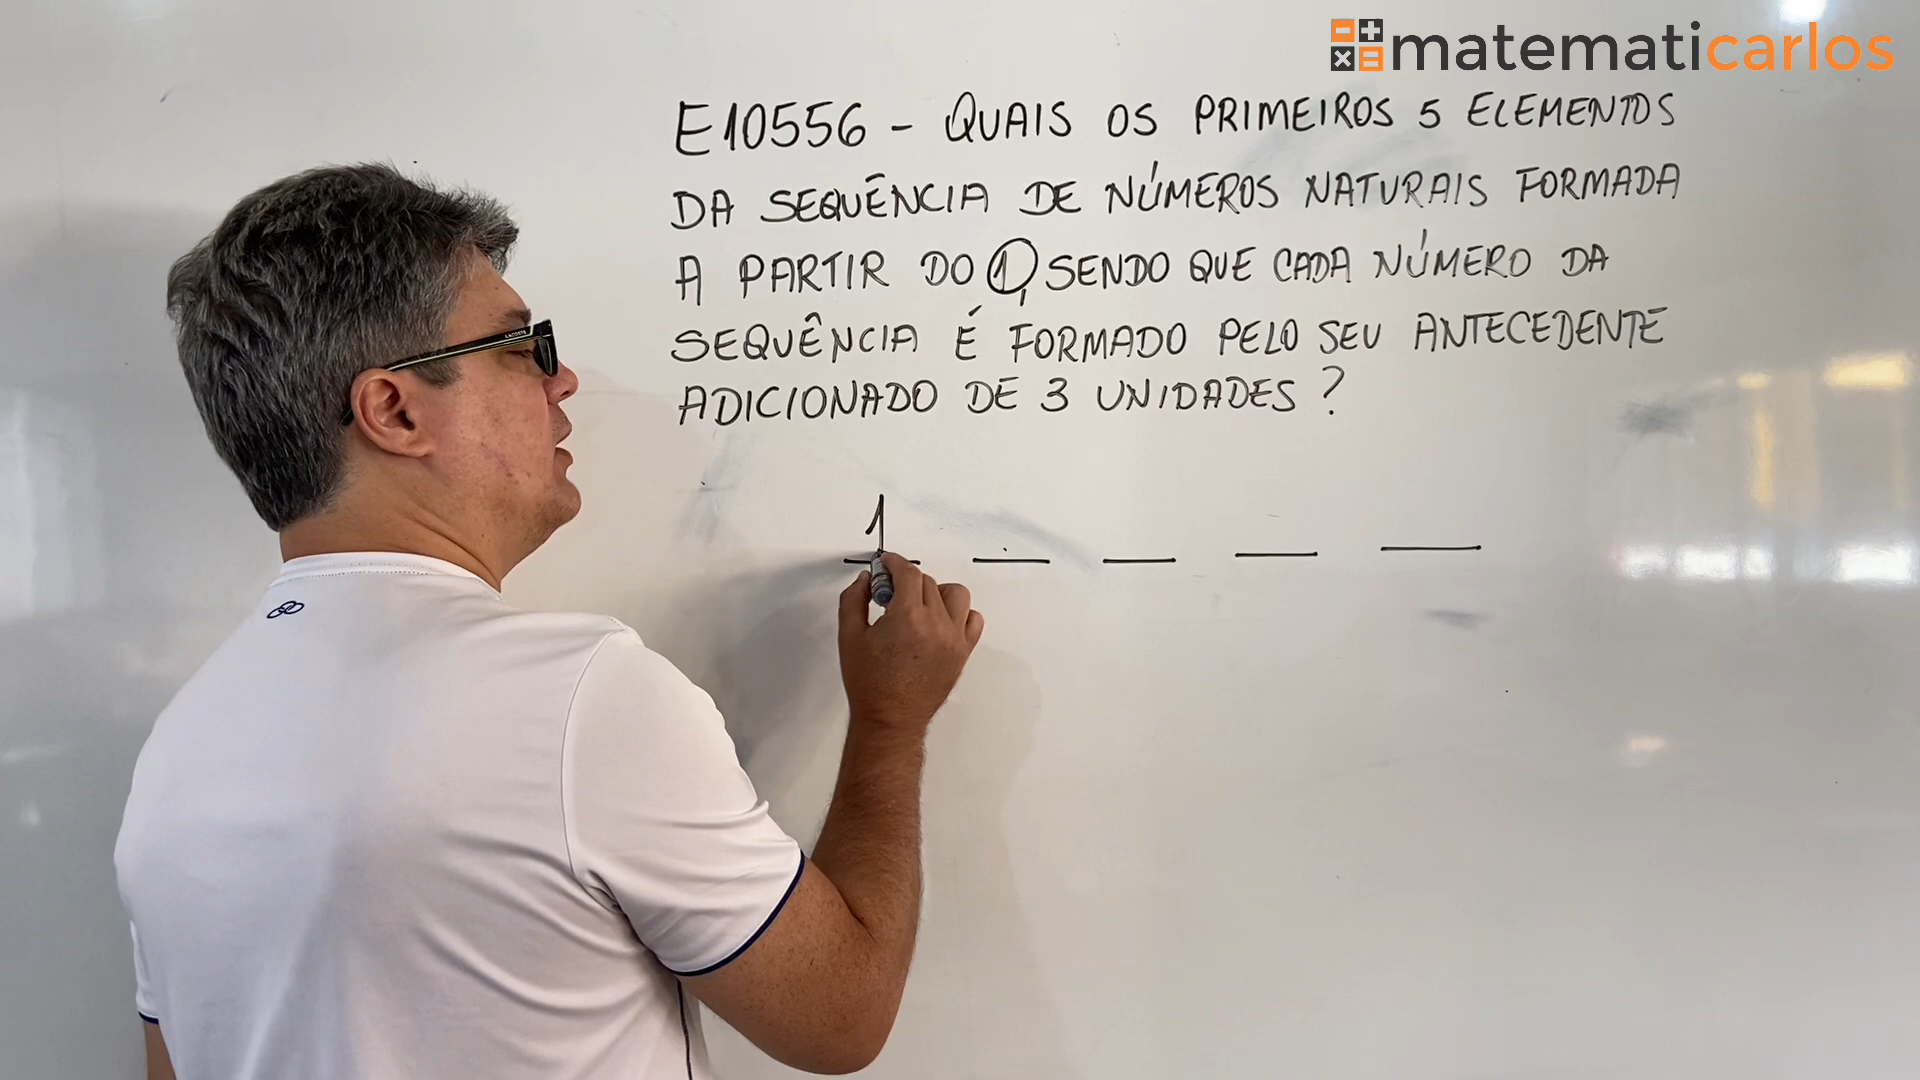 matematicarlos
E10556 - QUAIS OS PRIMEIROS 5 ELEMENTOS
DA SEQUÊNCIA DE NÚMEROS NATURAIS FORMADA
A PARTIR DO 1, SENDO QUE CADA NÚMERO DA
SEQUÊNCIA É FORMADO PELO SEU ANTECEDENTE
ADICIONADO DE 3 UNIDADES ?
1
LACOSTE